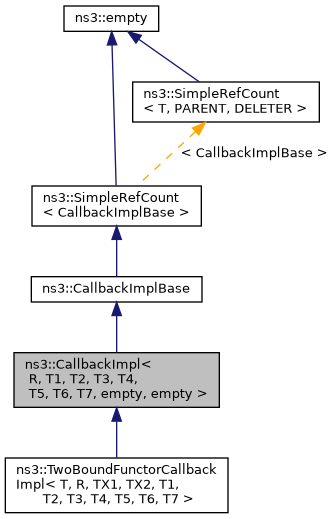 ns3::empty
ns3::SimpleRefCount
< T, PARENT, DELETER >
< CallbackImplBase >
ns3::SimpleRefCount
< CallbackImplBase >
ns3::CallbackImplBase
ns3::CallbackImpl<
R, T1, T2, T3, T4,
T5, T6, T7, empty, empty >
ns3::TwoBoundFunctorCallback
Impl< T, R, TX1, TX2, T1,
T2, T3, T4, T5, T6, T7 >